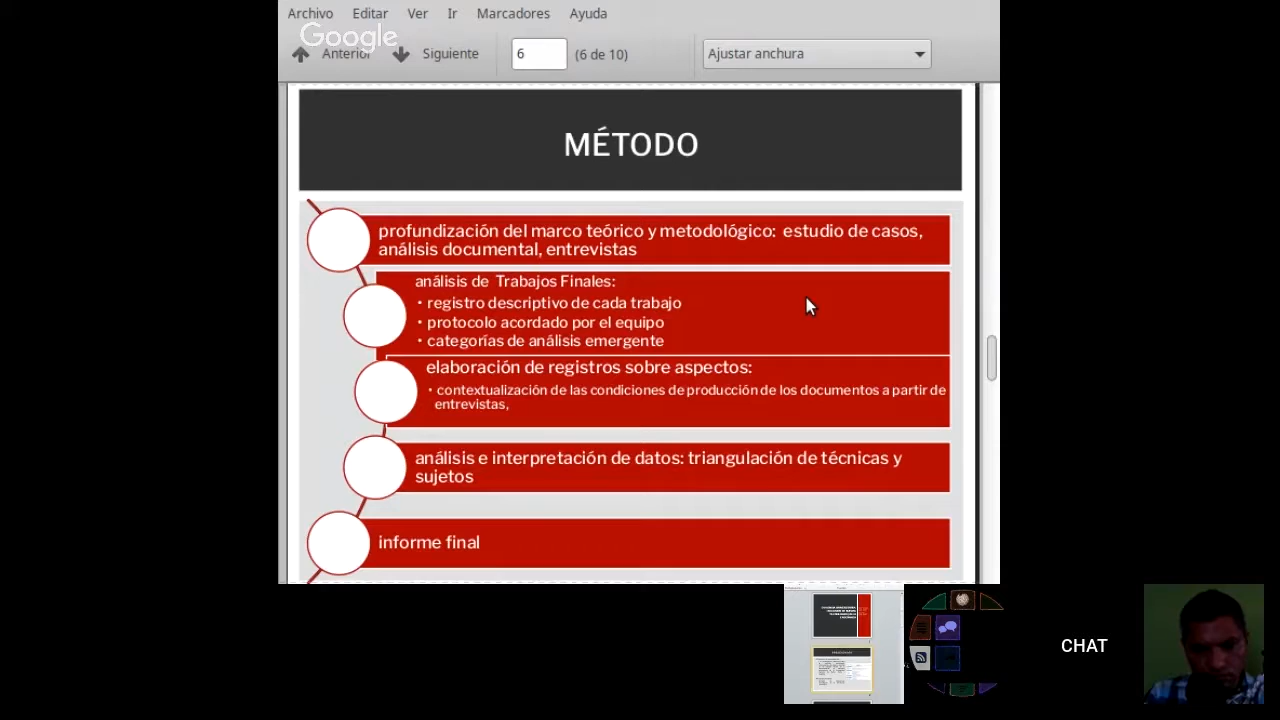 Archivo Editar Ver Ir Marcadores Ayuda
Google
Anterior Siguiente 6 (6 de 10) Ajustar anchura
MÉTODO
profundización del marco teórico y metodológico: estudio de casos,
análisis documental, entrevistas
análisis de Trabajos Finales:
• registro descriptivo de cada trabajo
• protocolo acordado por el equipo
• categorías de análisis emergente
elaboración de registros sobre aspectos:
• contextualización de las condiciones de producción de los documentos a partir de
entrevistas,
análisis e interpretación de datos: triangulación de técnicas y
sujetos
informe final
CHAT